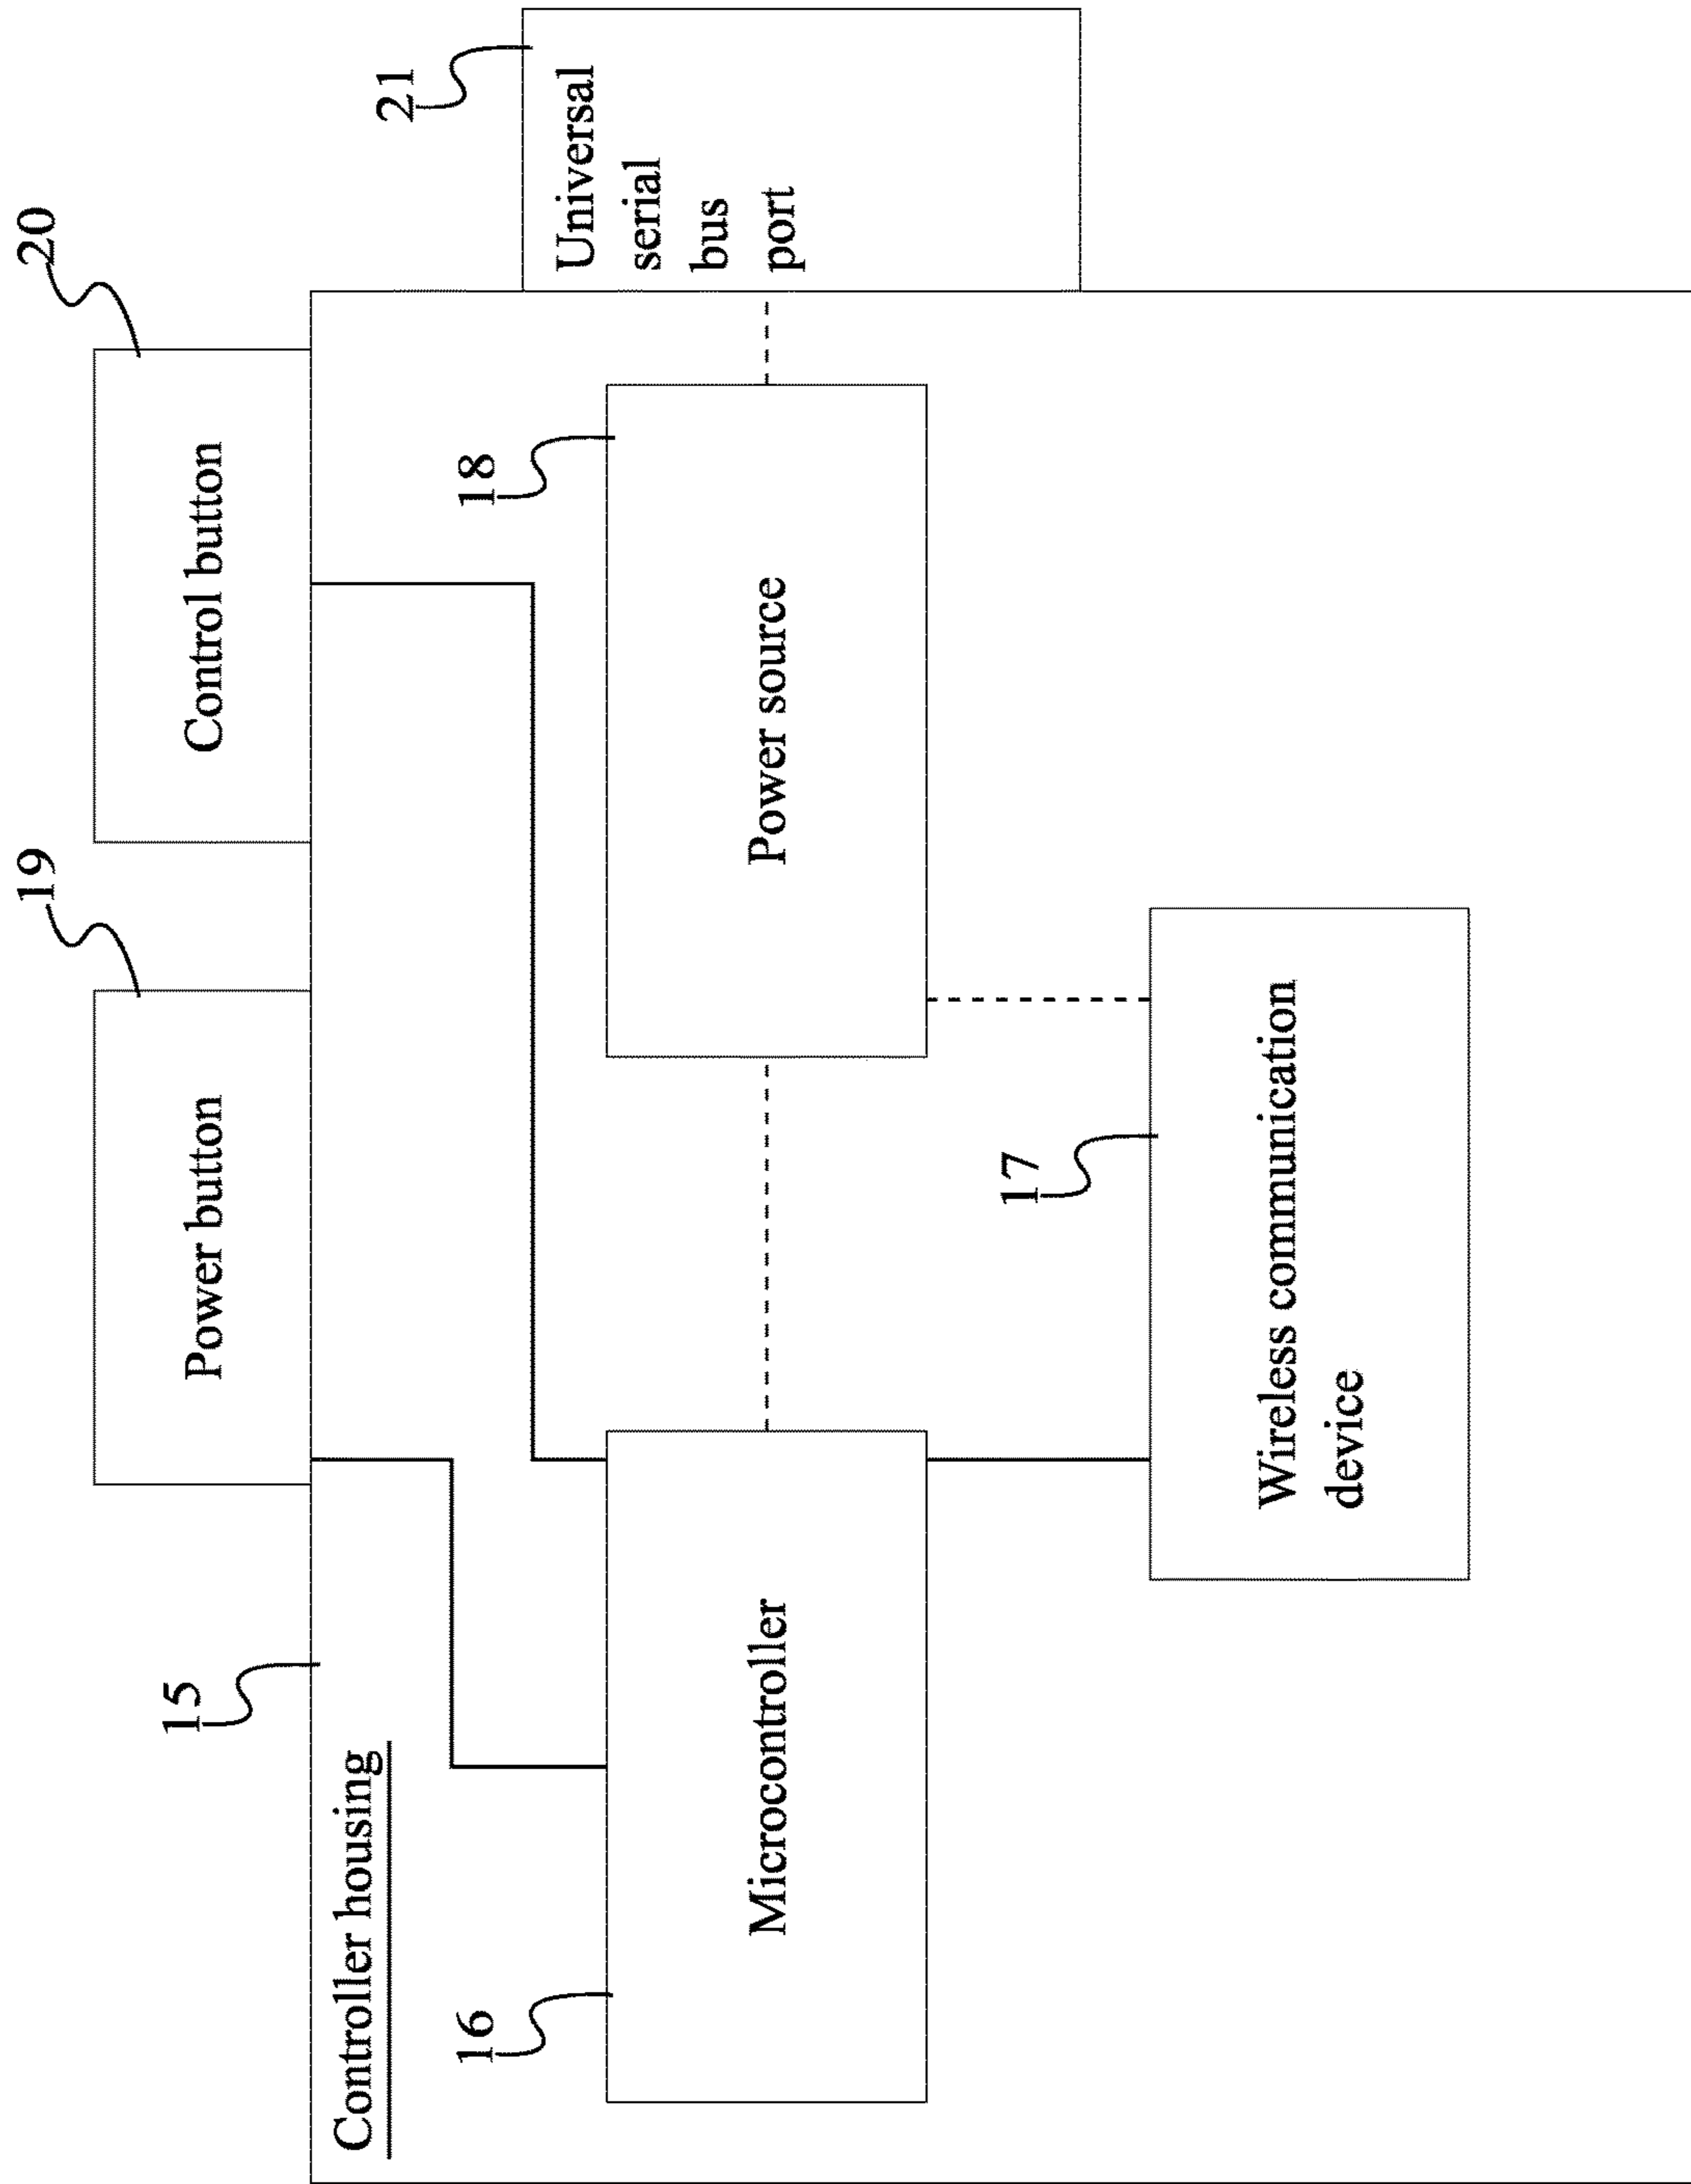 19
20
Power button
Control button
15
21
Controller housing
Universal
serial
bus
port
16
18
Microcontroller
Power source
17
Wireless communication
device